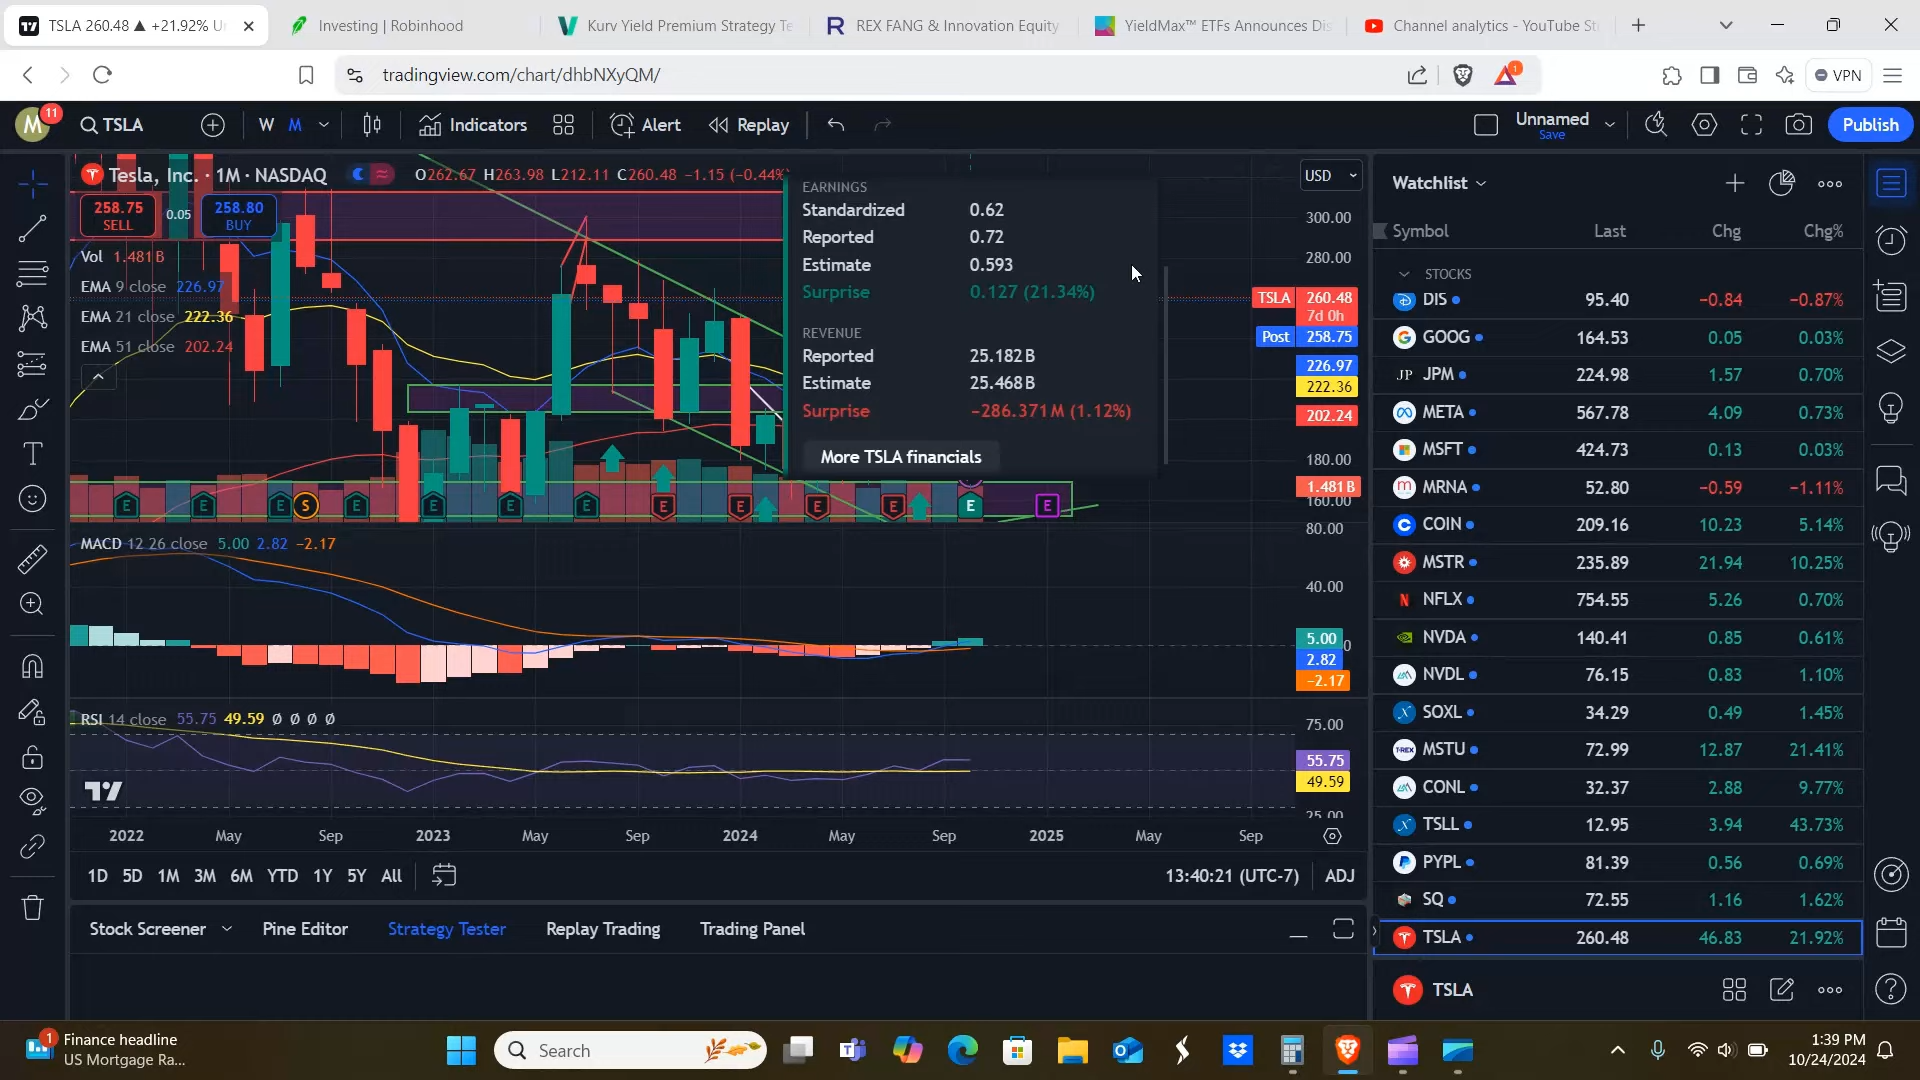 TSLA 260.48 ▲ +21.92% Un
Investing | Robinhood
Kurv Yield Premium Strategy Te
REX FANG & Innovation Equity
YieldMax™ ETFs Announces Dis
Channel analytics - YouTube St
tradingview.com/chart/dhbNXyQM/
1
VPN
M
11
TSLA
W
M
Indicators
Alert
Replay
Unnamed
Save
Publish
Tesla, Inc. · 1M · NASDAQ
O262.67 H263.98 L212.11 C260.48 −1.15 (−0.44%
258.75
SELL
0.05
258.80
BUY
Vol 1.481B
EMA 9 close 226.97
EMA 21 close 222.36
EMA 51 close 202.24
EARNINGS
Standardized 0.62
Reported 0.72
Estimate 0.593
Surprise 0.127 (21.34%)
REVENUE
Reported 25.182B
Estimate 25.468B
Surprise −286.371M (1.12%)
More TSLA financials
USD
300.00
280.00
TSLA 260.48
7d 0h
Post 258.75
226.97
222.36
202.24
180.00
1.481B
160.00
E E E S E E E E E E E E E E
80.00
MACD 12 26 close 5.00 2.82 −2.17
40.00
5.00
0
2.82
−2.17
RSI 14 close 55.75 49.59 Ø Ø Ø Ø
75.00
55.75
49.59
25.00
2022 May Sep 2023 May Sep 2024 May Sep 2025 May Sep
1D 5D 1M 3M 6M YTD 1Y 5Y All
13:40:21 (UTC-7)
ADJ
Stock Screener
Pine Editor
Strategy Tester
Replay Trading
Trading Panel
Watchlist
Symbol Last Chg Chg%
STOCKS
DIS 95.40 −0.84 −0.87%
GOOG 164.53 0.05 0.03%
JP JPM 224.98 1.57 0.70%
META 567.78 4.09 0.73%
MSFT 424.73 0.13 0.03%
m MRNA 52.80 −0.59 −1.11%
COIN 209.16 10.23 5.14%
MSTR 235.89 21.94 10.25%
N NFLX 754.55 5.26 0.70%
NVDA 140.41 0.85 0.61%
NVDL 76.15 0.83 1.10%
SOXL 34.29 0.49 1.45%
T-REX MSTU 72.99 12.87 21.41%
CONL 32.37 2.88 9.77%
TSLL 12.95 3.94 43.73%
PYPL 81.39 0.56 0.69%
SQ 72.55 1.16 1.62%
TSLA 260.48 46.83 21.92%
TSLA
1
Finance headline
US Mortgage Ra...
Search
1:39 PM
10/24/2024